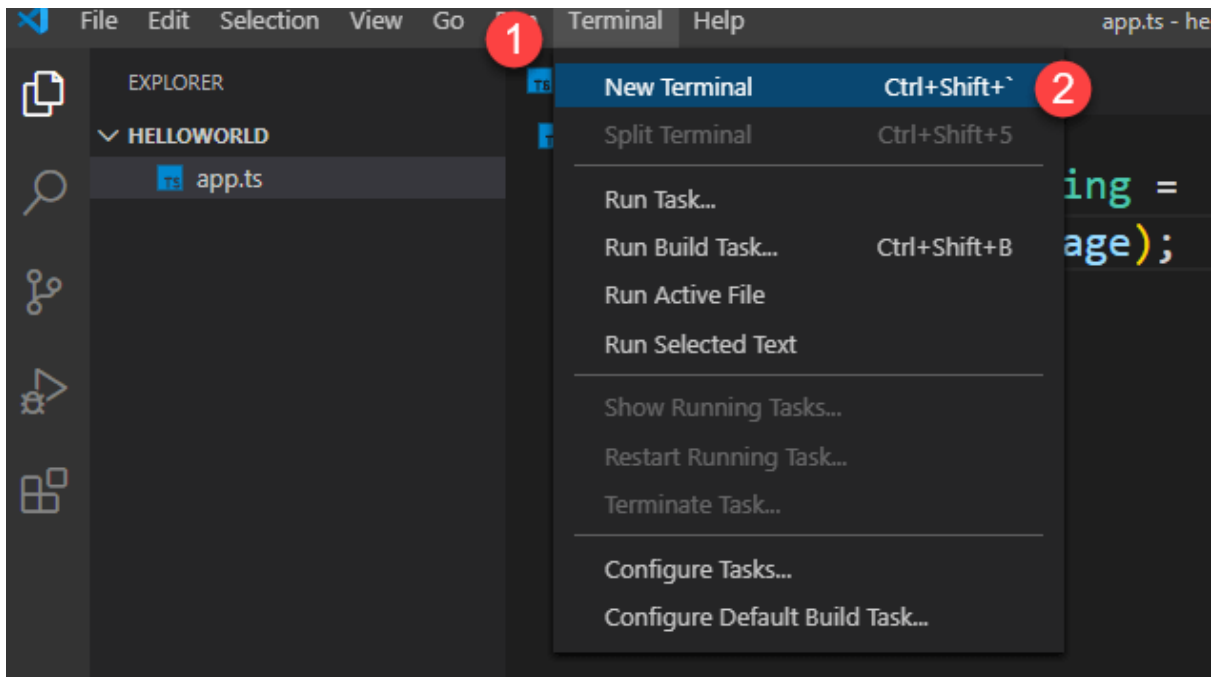 File Edit Selection View Go Terminal Help app.ts - he
1
EXPLORER
New Terminal Ctrl+Shift+` 2
HELLOWORLD
Split Terminal Ctrl+Shift+5
TS app.ts
ing =
Run Task...
Run Build Task... Ctrl+Shift+B
age);
Run Active File
Run Selected Text
Show Running Tasks...
Restart Running Task...
Terminate Task...
Configure Tasks...
Configure Default Build Task...